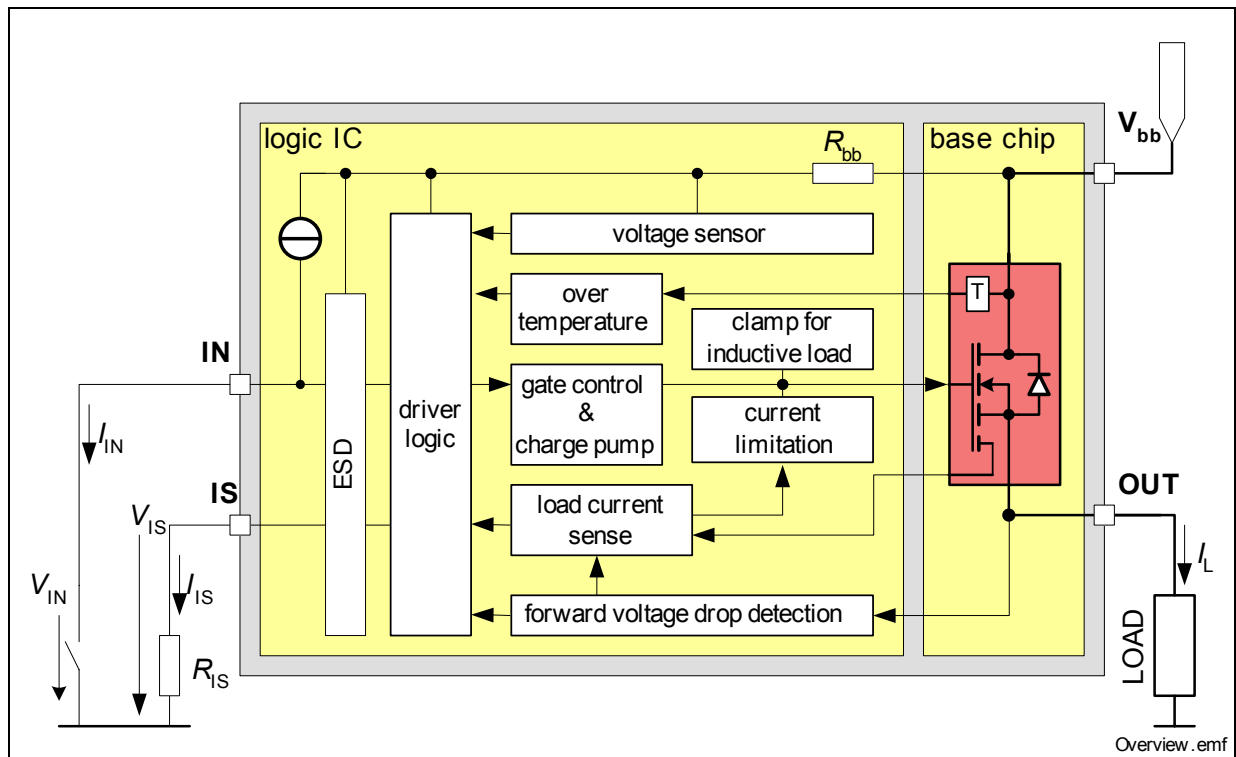 logic IC
base chip
V_bb
R_bb
voltage sensor
over
temperature
T
clamp for
inductive load
IN
driver
logic
gate control
&
charge pump
current
limitation
I_IN
ESD
IS
OUT
load current
sense
V_IS
I_L
V_IN
I_IS
forward voltage drop detection
R_IS
LOAD
Overview.emf